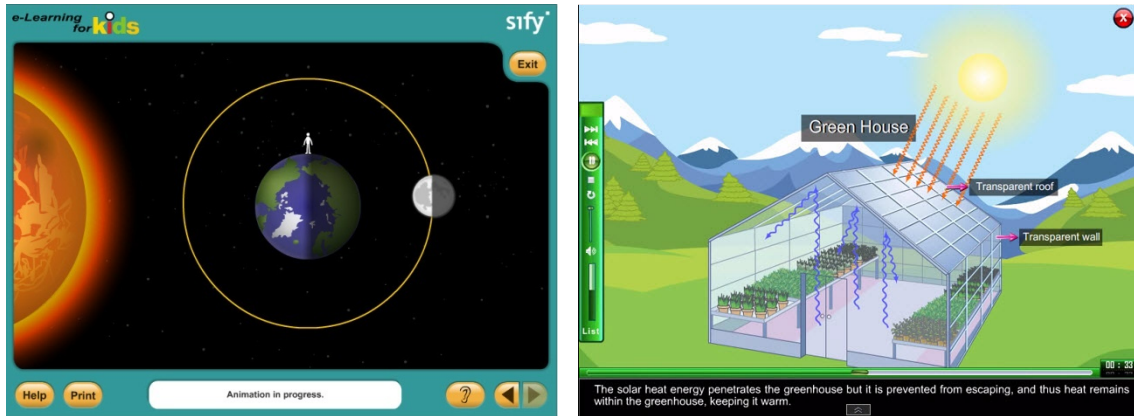 e-Learning
for kids
sify
Exit
Help
Print
Animation in progress.
?
Green House
Transparent roof
Transparent wall
List
00 : 33
The solar heat energy penetrates the greenhouse but it is prevented from escaping, and thus heat remains
within the greenhouse, keeping it warm.